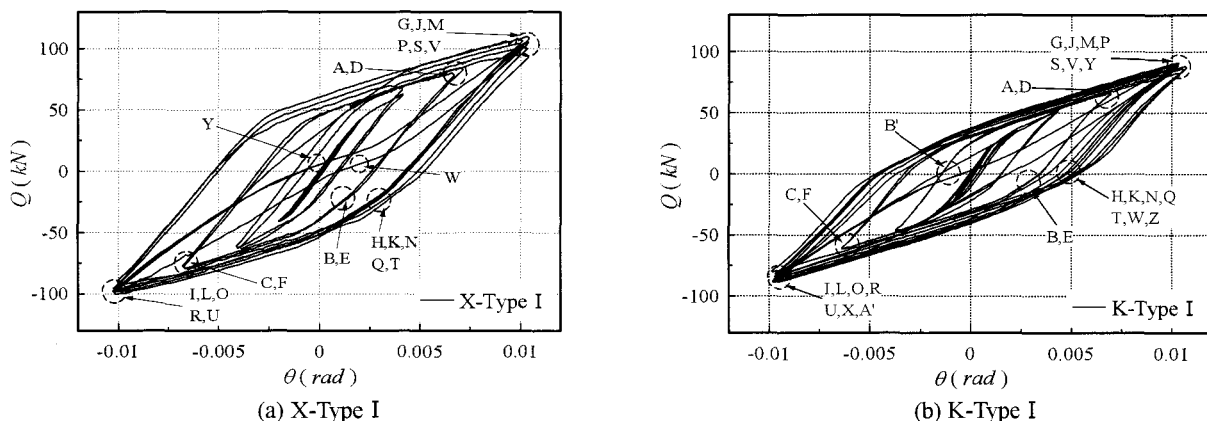 G,J,M
P,S,V
A,D
Y
W
B,E
H,K,N
Q,T
C,F
I,L,O
R,U
X-Type I
100
50
0
-50
-100
Q ( kN )
-0.01
-0.005
0
0.005
0.01
θ ( rad )
(a) X-Type I
G,J,M,P
S,V,Y
A,D
B'
C,F
H,K,N,Q
T,W,Z
B,E
I,L,O,R
U,X,A'
K-Type I
100
50
0
-50
-100
Q ( kN )
-0.01
-0.005
0
0.005
0.01
θ ( rad )
(b) K-Type I